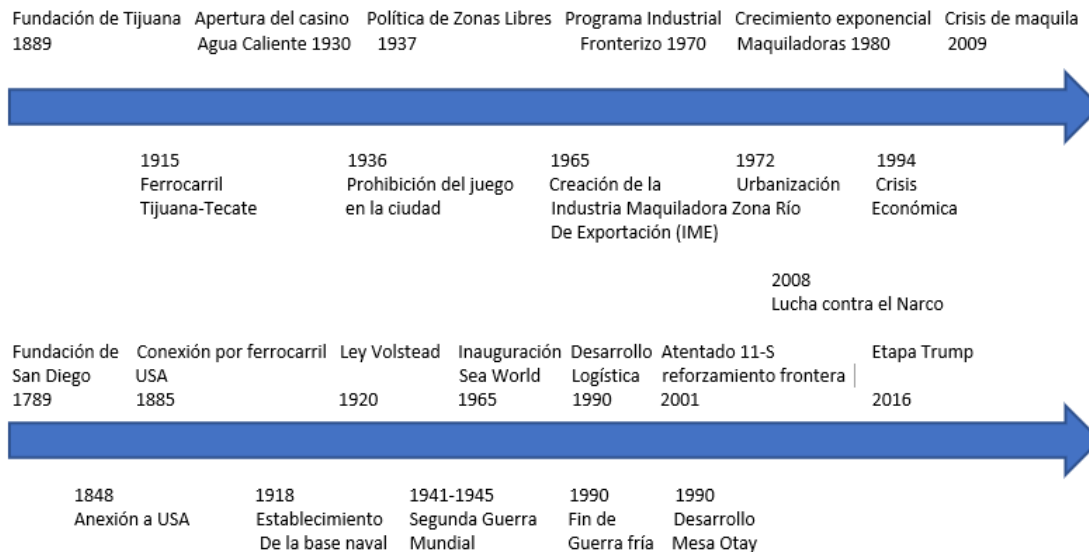 Fundación de Tijuana
1889
Apertura del casino
Agua Caliente 1930
Política de Zonas Libres
1937
Programa Industrial
Fronterizo 1970
Crecimiento exponencial
Maquiladoras 1980
Crisis de maquila
2009
1915
Ferrocarril
Tijuana-Tecate
1936
Prohibición del juego
en la ciudad
1965
Creación de la
Industria Maquiladora
De Exportación (IME)
1972
Urbanización
Zona Río
1994
Crisis
Económica
2008
Lucha contra el Narco
Fundación de
San Diego
1789
Conexión por ferrocarril
USA
1885
Ley Volstead
1920
Inauguración
Sea World
1965
Desarrollo
Logística
1990
Atentado 11-S
reforzamiento frontera
2001
Etapa Trump
2016
1848
Anexión a USA
1918
Establecimiento
De la base naval
1941-1945
Segunda Guerra
Mundial
1990
Fin de
Guerra fría
1990
Desarrollo
Mesa Otay